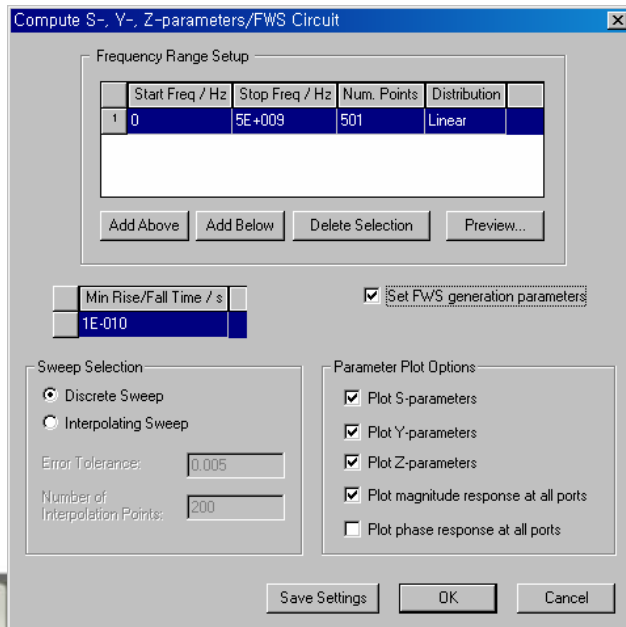 Compute S-, Y-, Z-parameters/FWS Circuit
Frequency Range Setup
Start Freq / Hz Stop Freq / Hz Num. Points Distribution
1 0 5E+009 501 Linear
Add Above Add Below Delete Selection Preview...
Min Rise/Fall Time / s
1E-010
Set FWS generation parameters
Sweep Selection
Discrete Sweep
Interpolating Sweep
Error Tolerance: 0.005
Number of
Interpolation Points: 200
Parameter Plot Options
Plot S-parameters
Plot Y-parameters
Plot Z-parameters
Plot magnitude response at all ports
Plot phase response at all ports
Save Settings OK Cancel